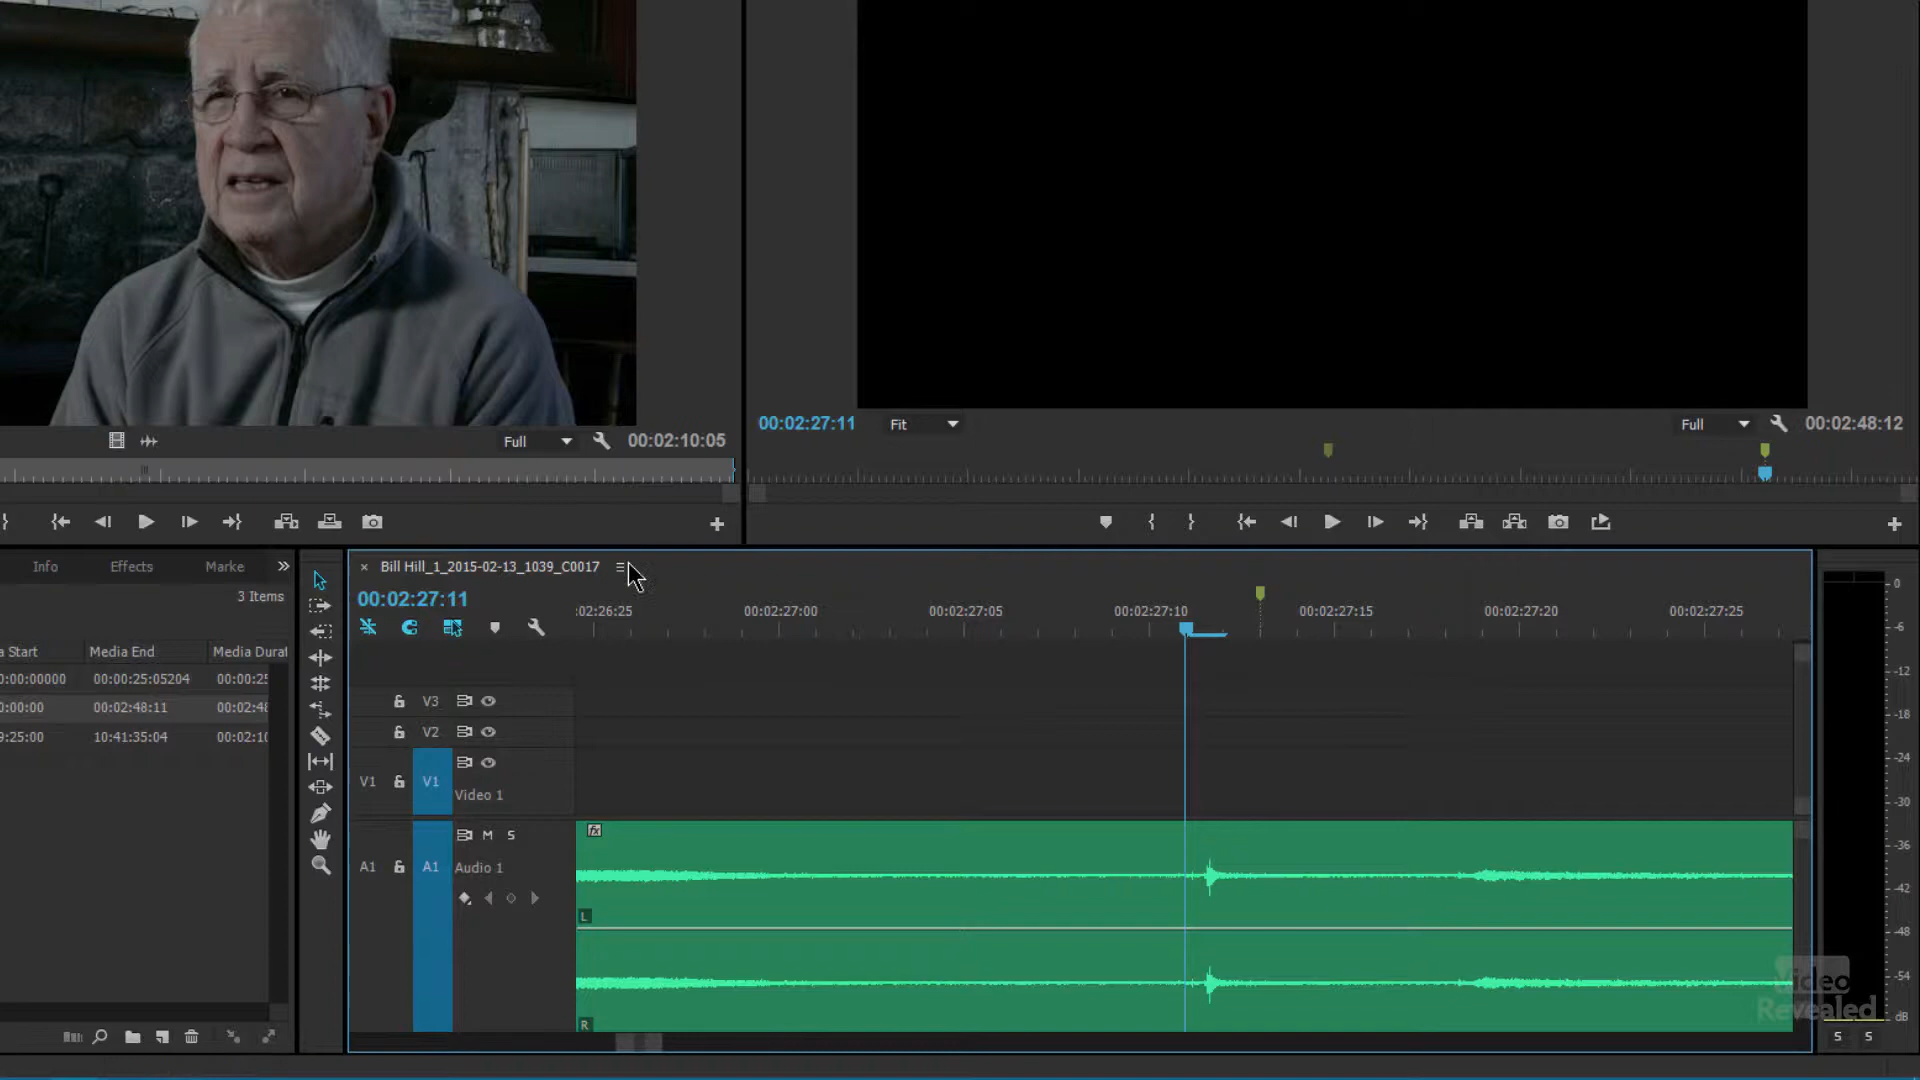 Full
00:02:10:05
00:02:27:11
Fit
Full
00:02:48:12
Info
Effects
Marke
3 Items
a Start
Media End
Media Durat
0:00:00000
00:00:25:05204
00:00:25
0:00:00
00:02:48:11
00:02:48
9:25:00
10:41:35:04
00:02:10
× Bill Hill_1_2015-02-13_1039_C0017
00:02:27:11
:02:26:25
00:02:27:00
00:02:27:05
00:02:27:10
00:02:27:15
00:02:27:20
00:02:27:25
V3
V2
V1
V1
Video 1
fx
M
S
A1
A1
Audio 1
L
R
0
-6
-12
-18
-24
-30
-36
-42
-48
-54
dB
S
S
Video
Revealed